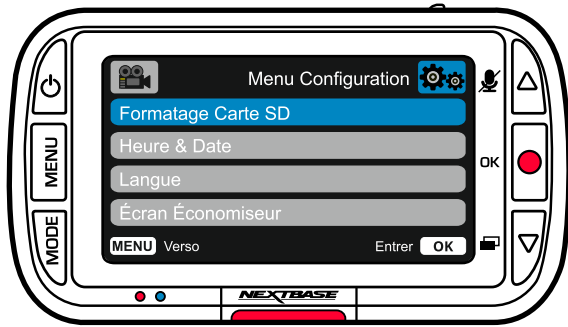 Menu Configuration
Formatage Carte SD
Heure & Date
Langue
Écran Économiseur
MENU Verso
Entrer OK
MENU
MODE
OK
NEXTBASE